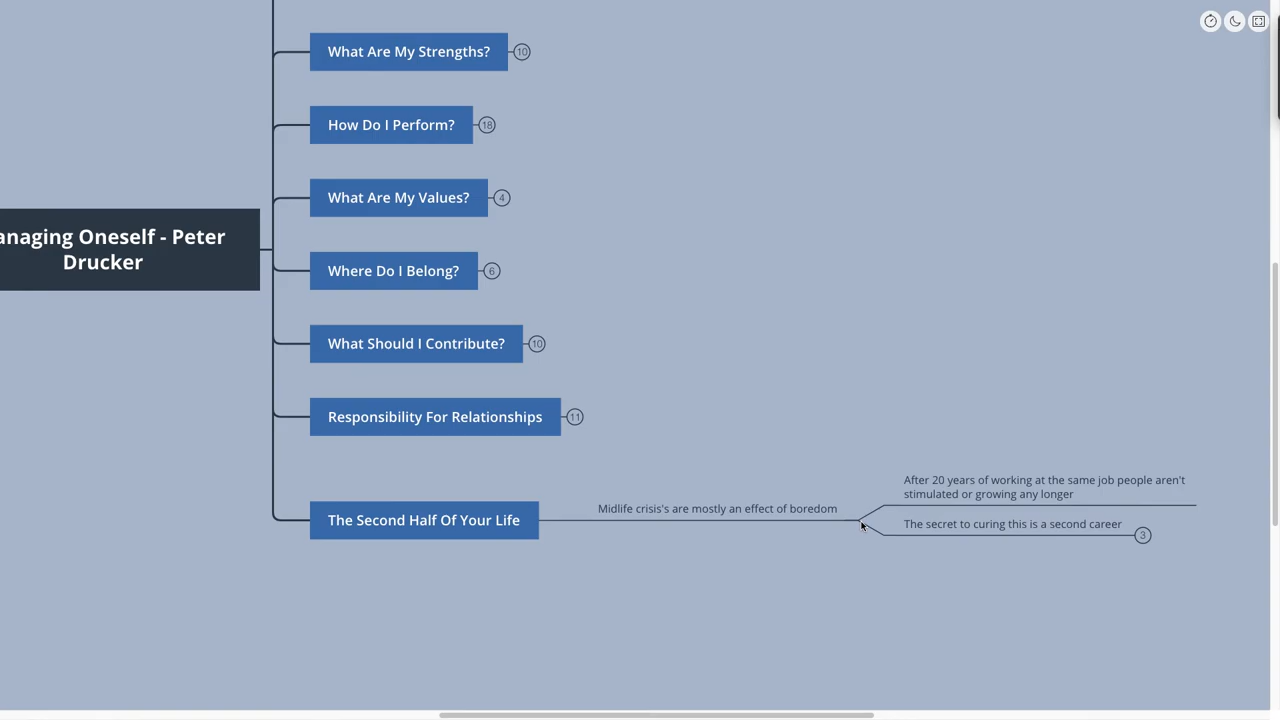 What Are My Strengths?
10
How Do I Perform?
18
What Are My Values?
4
anaging Oneself - Peter
Drucker
Where Do I Belong?
6
What Should I Contribute?
10
Responsibility For Relationships
11
The Second Half Of Your Life
Midlife crisis's are mostly an effect of boredom
After 20 years of working at the same job people aren't
stimulated or growing any longer
The secret to curing this is a second career
3